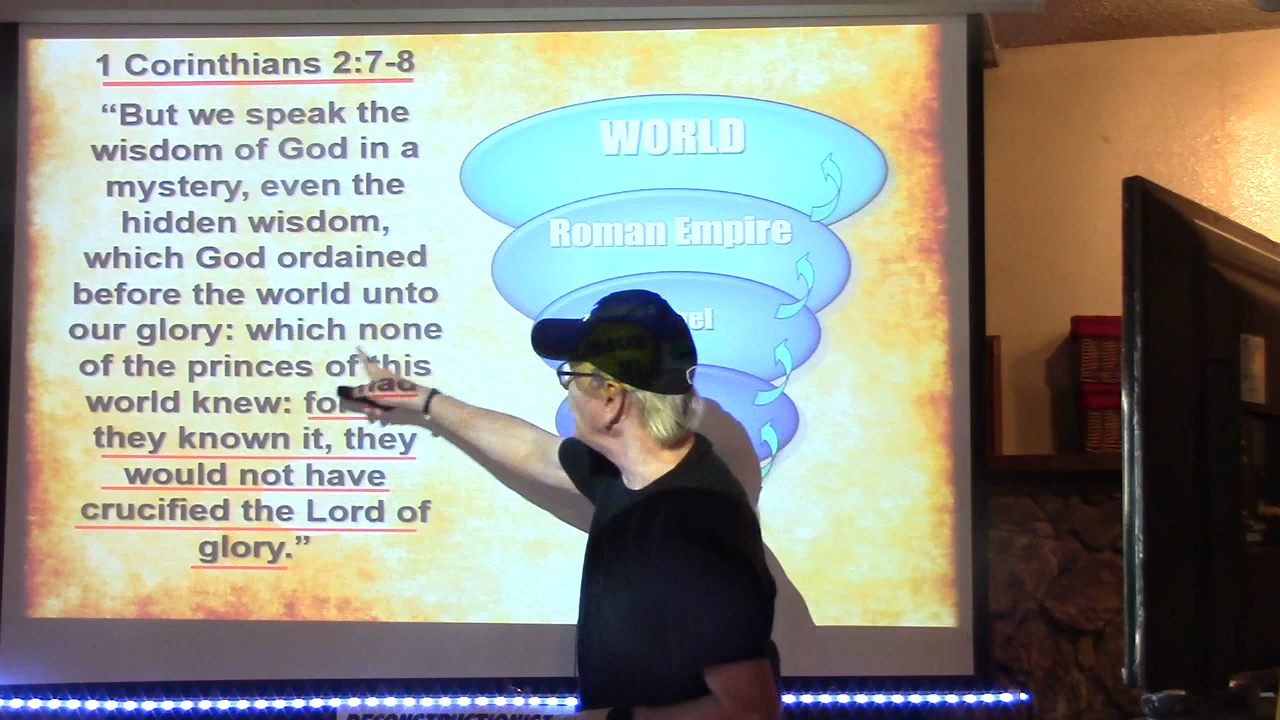 1 Corinthians 2:7-8
“But we speak the
wisdom of God in a
mystery, even the
hidden wisdom,
which God ordained
before the world unto
our glory: which none
of the princes of this
world knew: for had
they known it, they
would not have
crucified the Lord of
glory.”
WORLD
Roman Empire